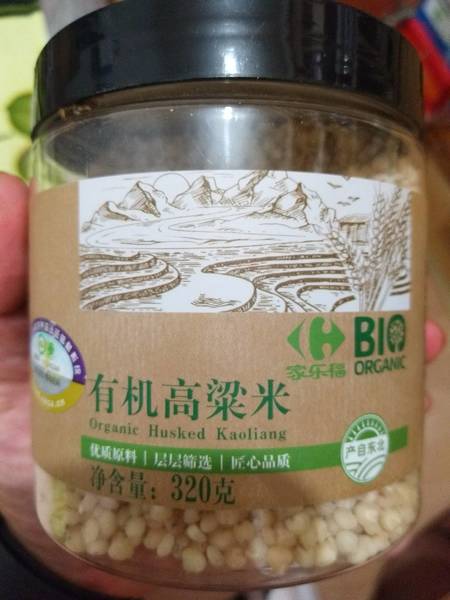 家乐福
BIO
ORGANIC
有机高粱米
Organic Husked Kaoliang
优质原料 | 层层筛选 | 匠心品质
产自东北
净含量：320克